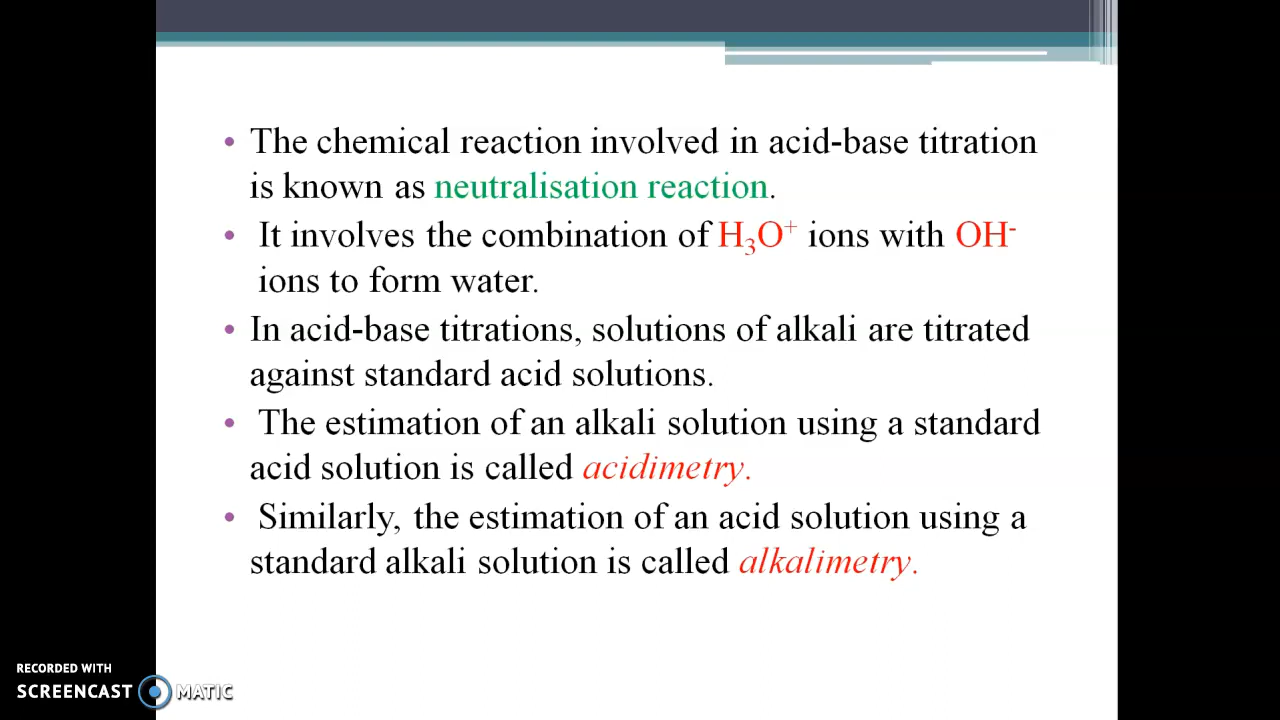 • The chemical reaction involved in acid-base titration
is known as neutralisation reaction.
• It involves the combination of H₃O⁺ ions with OH⁻
ions to form water.
• In acid-base titrations, solutions of alkali are titrated
against standard acid solutions.
• The estimation of an alkali solution using a standard
acid solution is called acidimetry.
• Similarly, the estimation of an acid solution using a
standard alkali solution is called alkalimetry.
RECORDED WITH
SCREENCAST MATIC